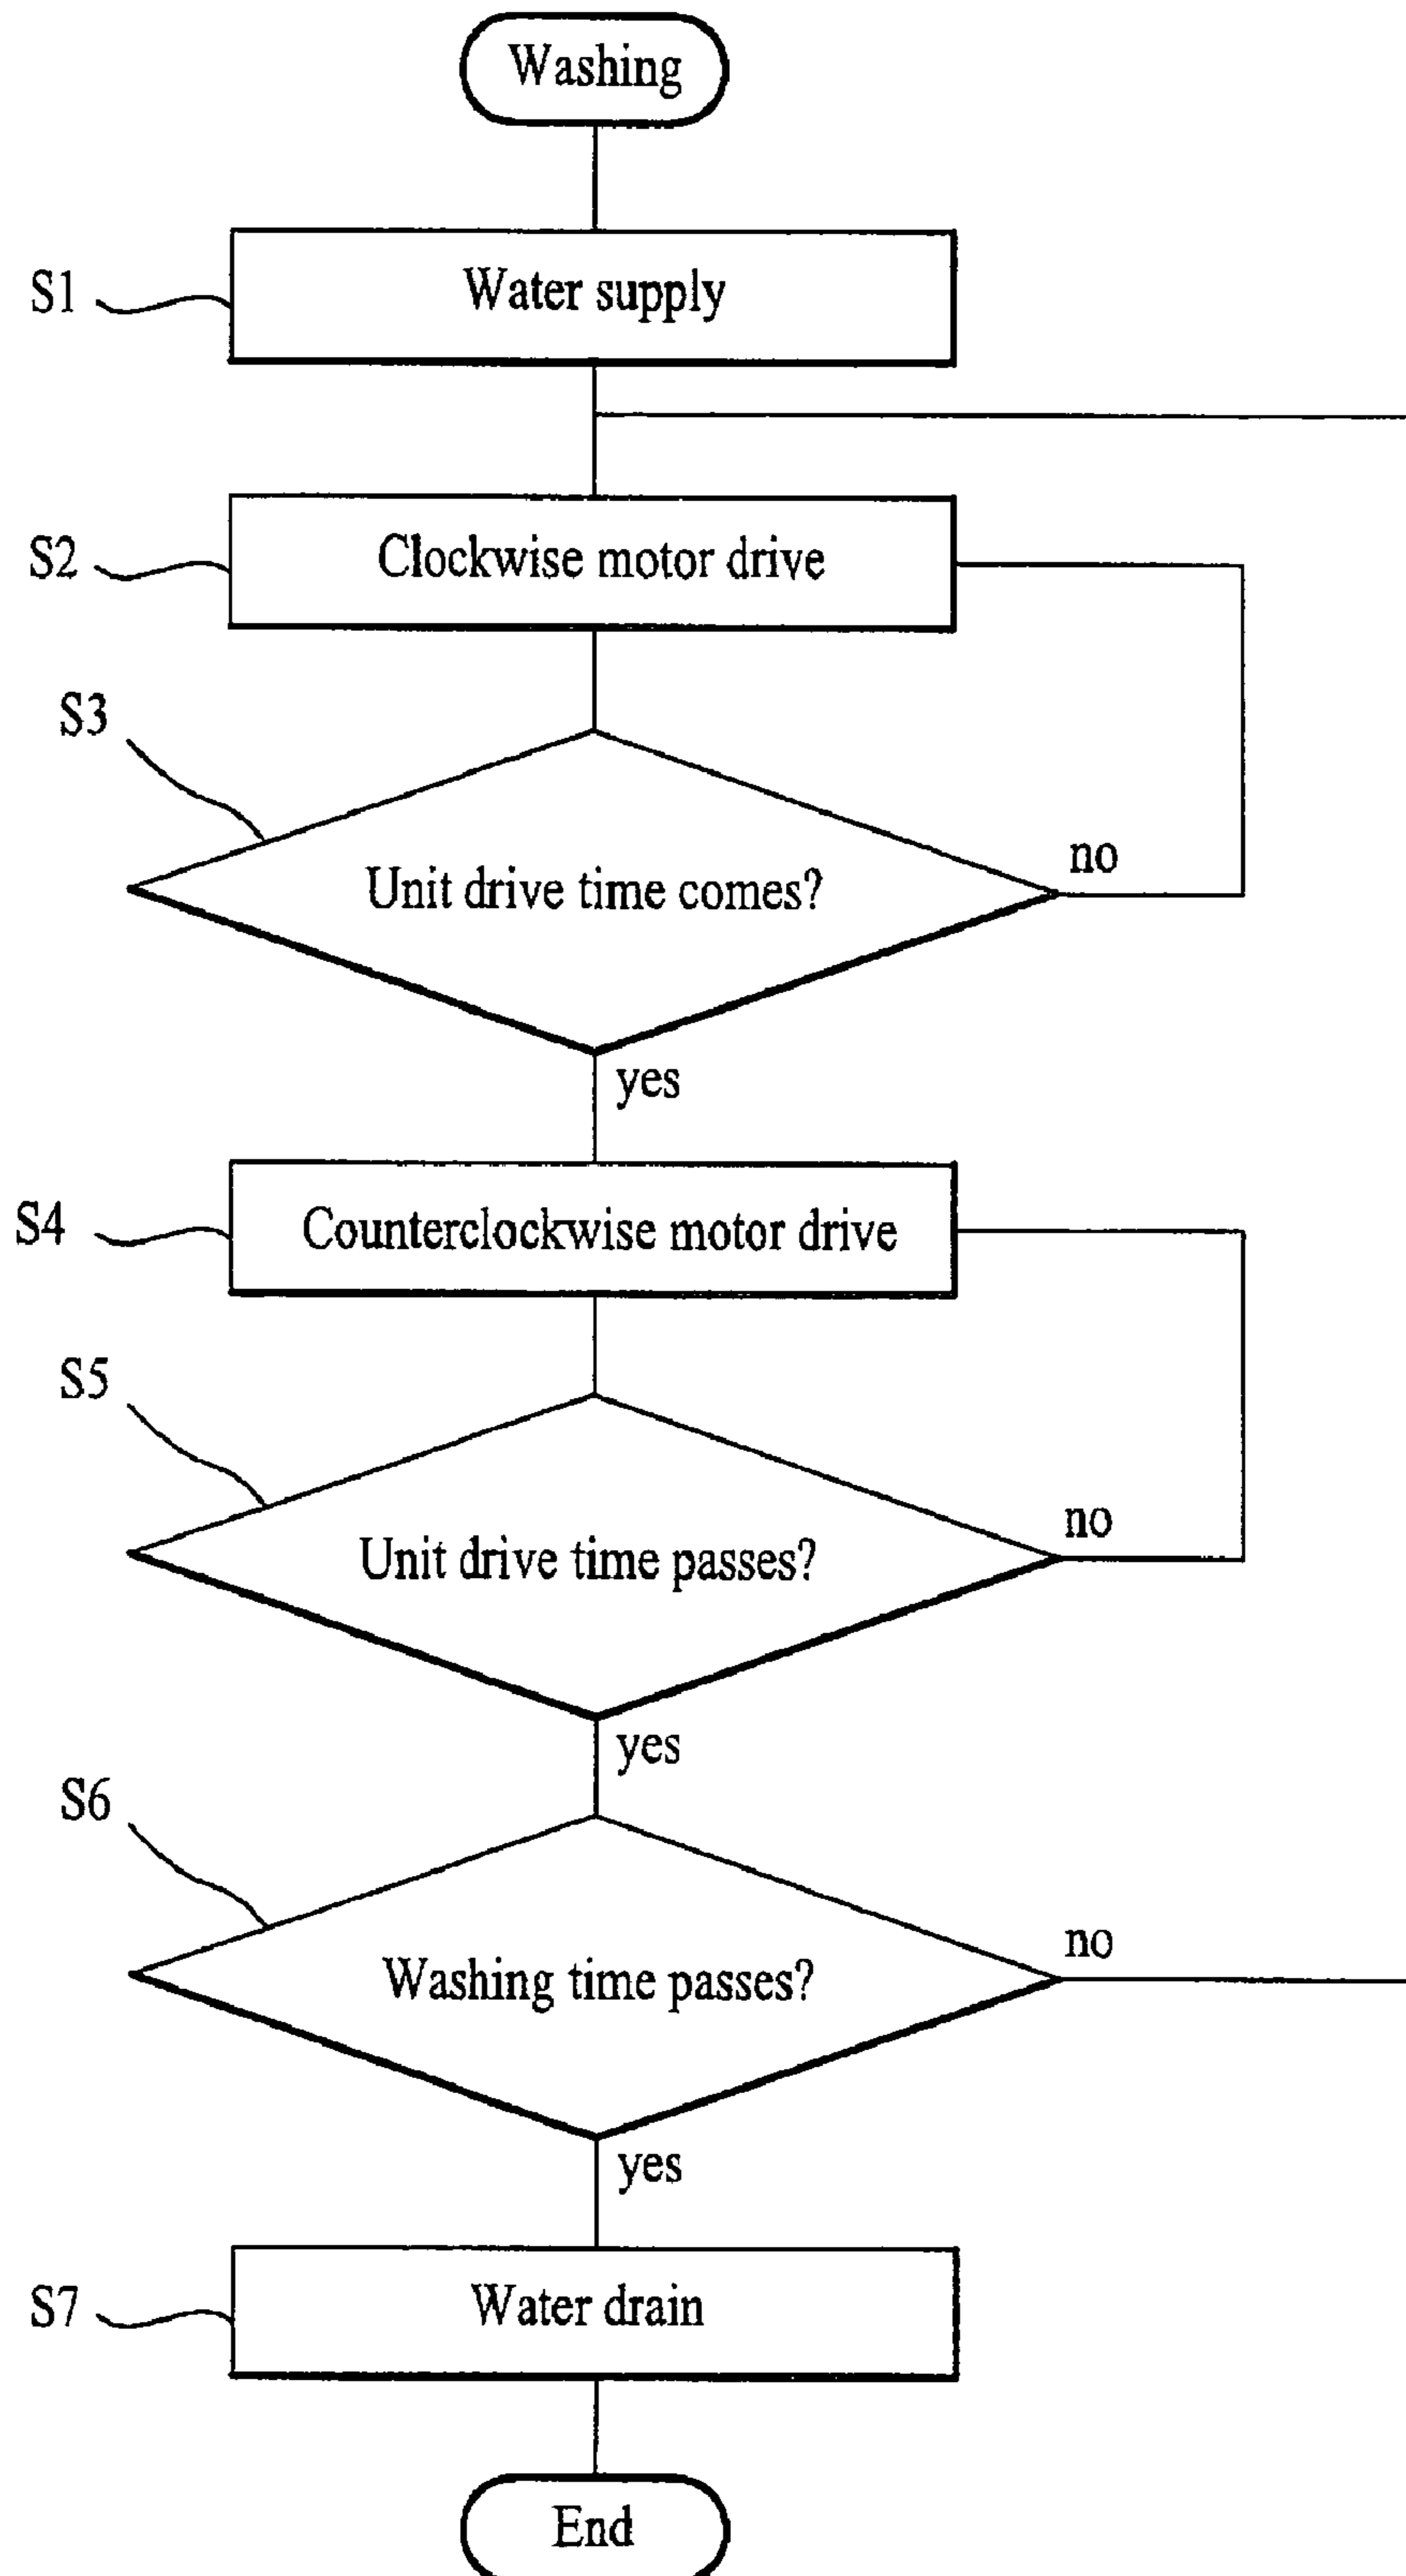 Washing
S1
Water supply
S2
Clockwise motor drive
S3
Unit drive time comes?
no
yes
S4
Counterclockwise motor drive
S5
Unit drive time passes?
no
yes
S6
Washing time passes?
no
yes
S7
Water drain
End